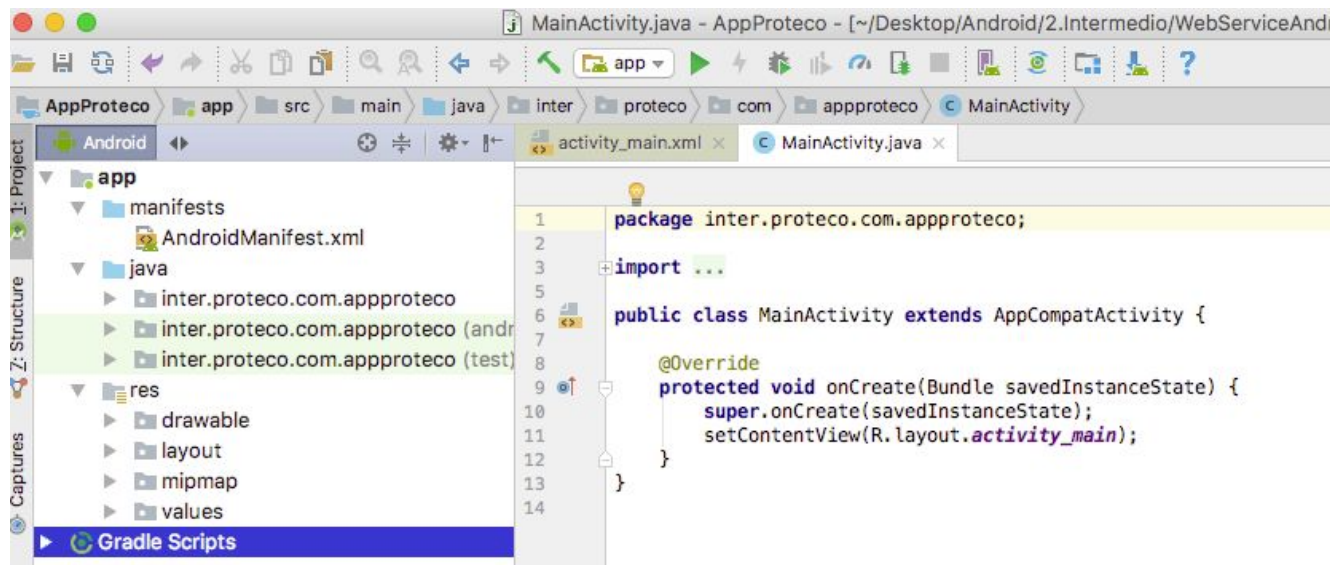 MainActivity.java - AppProteco - [~/Desktop/Android/2.Intermedio/WebServiceAnd
app
AppProteco app src main java inter proteco com appproteco MainActivity
Android
activity_main.xml MainActivity.java
1: Project
7: Structure
Captures
app
manifests
AndroidManifest.xml
java
inter.proteco.com.appproteco
inter.proteco.com.appproteco (andr
inter.proteco.com.appproteco (test)
res
drawable
layout
mipmap
values
Gradle Scripts
1 package inter.proteco.com.appproteco;
2
3 import ...
5
6 public class MainActivity extends AppCompatActivity {
7
8 @Override
9 protected void onCreate(Bundle savedInstanceState) {
10 super.onCreate(savedInstanceState);
11 setContentView(R.layout.activity_main);
12 }
13 }
14